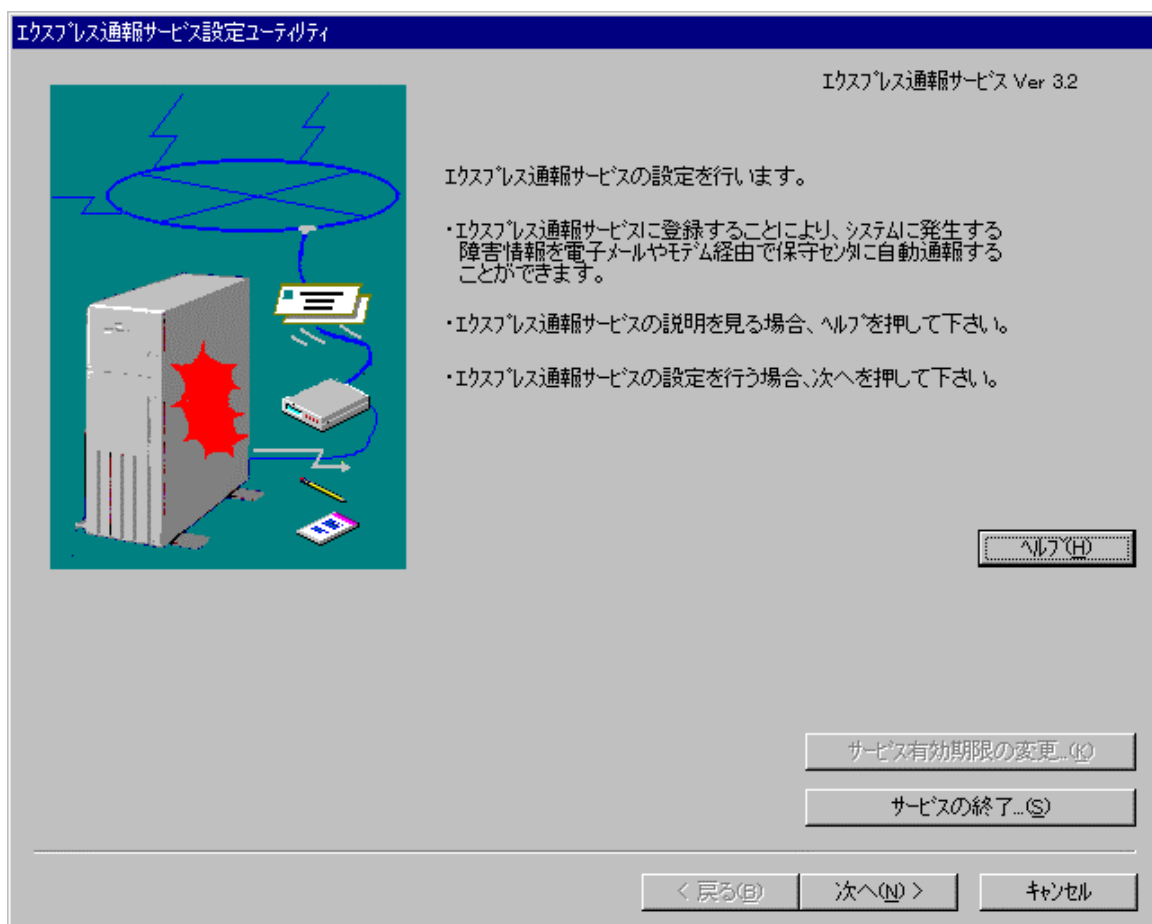 ｴｸｽﾌﾟﾚｽ通報ｻｰﾋﾞｽ設定ﾕｰﾃｨﾘﾃｨ
ｴｸｽﾌﾟﾚｽ通報ｻｰﾋﾞｽ Ver 3.2
ｴｸｽﾌﾟﾚｽ通報ｻｰﾋﾞｽの設定を行います。
・ｴｸｽﾌﾟﾚｽ通報ｻｰﾋﾞｽに登録することにより、ｼｽﾃﾑに発生する
障害情報を電子ﾒｰﾙやﾓﾃﾞﾑ経由で保守ｾﾝﾀに自動通報する
ことができます。
・ｴｸｽﾌﾟﾚｽ通報ｻｰﾋﾞｽの説明を見る場合、ﾍﾙﾌﾟを押して下さい。
・ｴｸｽﾌﾟﾚｽ通報ｻｰﾋﾞｽの設定を行う場合、次へを押して下さい。
ﾍﾙﾌﾟ(H)
ｻｰﾋﾞｽ有効期限の変更...(K)
ｻｰﾋﾞｽの終了...(S)
< 戻る(B)
次へ(N) >
ｷｬﾝｾﾙ